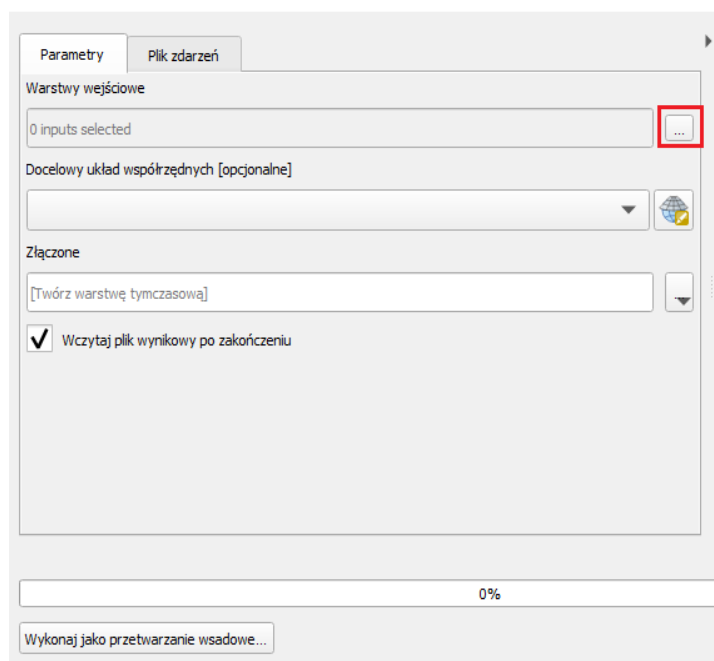 Parametry
Plik zdarzeń
Warstwy wejściowe
0 inputs selected
...
Docelowy układ współrzędnych [opcjonalne]
Złączone
[Twórz warstwę tymczasową]
Wczytaj plik wynikowy po zakończeniu
0%
Wykonaj jako przetwarzanie wsadowe...